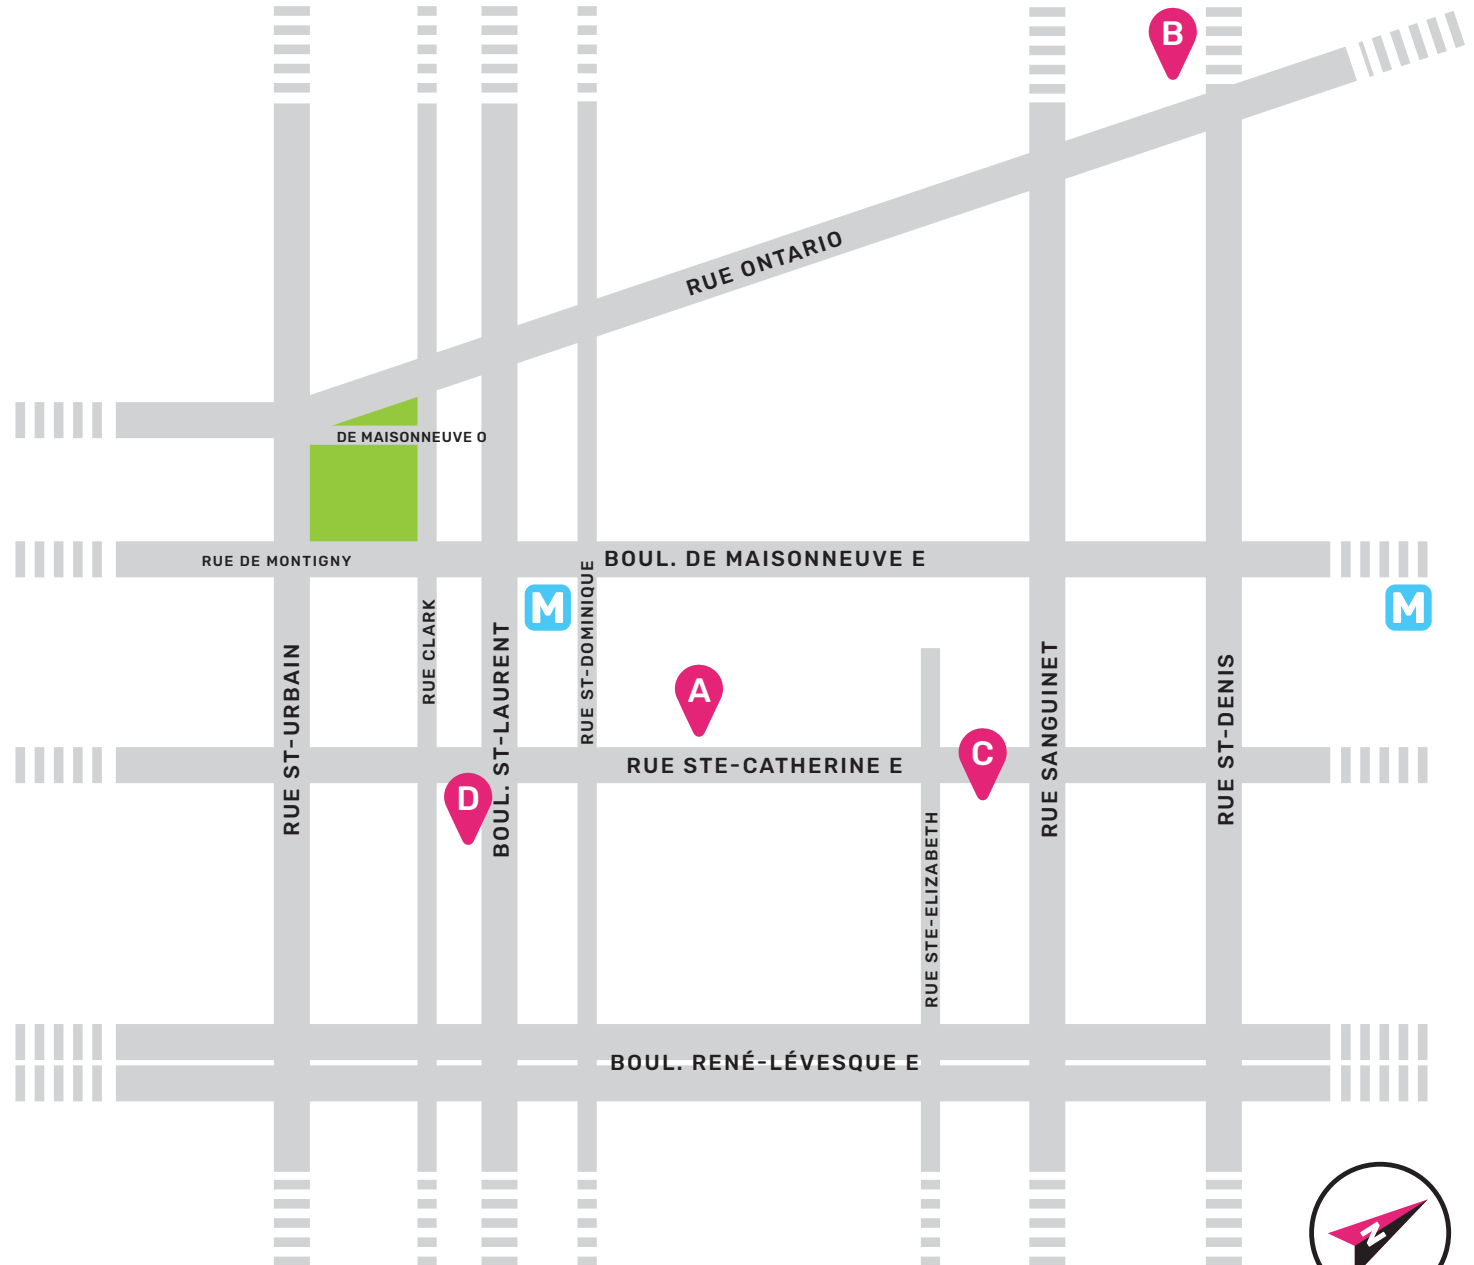 B
RUE ONTARIO
DE MAISONNEUVE O
RUE DE MONTIGNY
BOUL. DE MAISONNEUVE E
M
M
RUE ST-URBAIN
RUE CLARK
BOUL. ST-LAURENT
RUE ST-DOMINIQUE
A
RUE SANGUINET
RUE ST-DENIS
C
RUE STE-CATHERINE E
D
RUE STE-ELIZABETH
BOUL. RENÉ-LÉVESQUE E
N